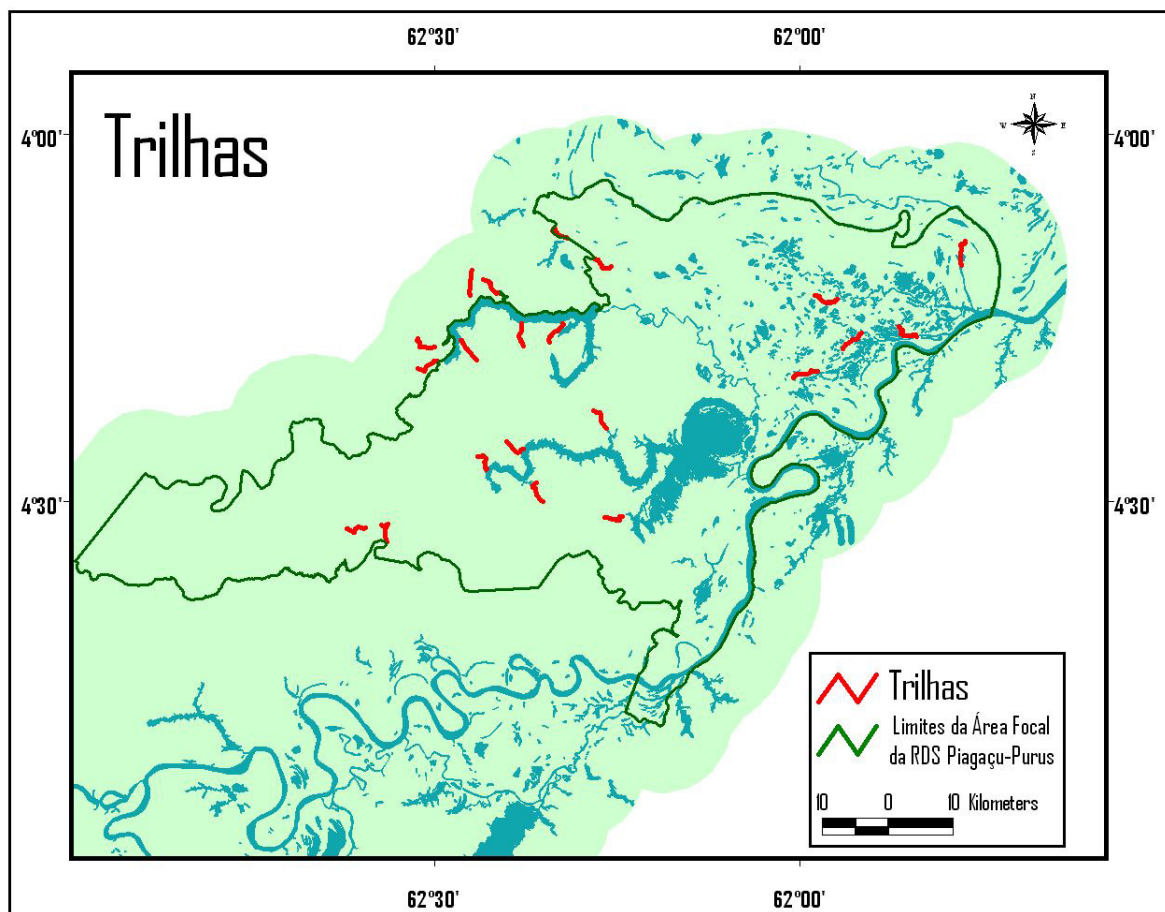 62°30'
62°00'
4°00'
Trilhas
N
W
E
S
4°00'
4°30'
4°30'
Trilhas
Limites da Área Focal
da RDS Piagaçu-Purus
10 0 10 Kilometers
62°30'
62°00'